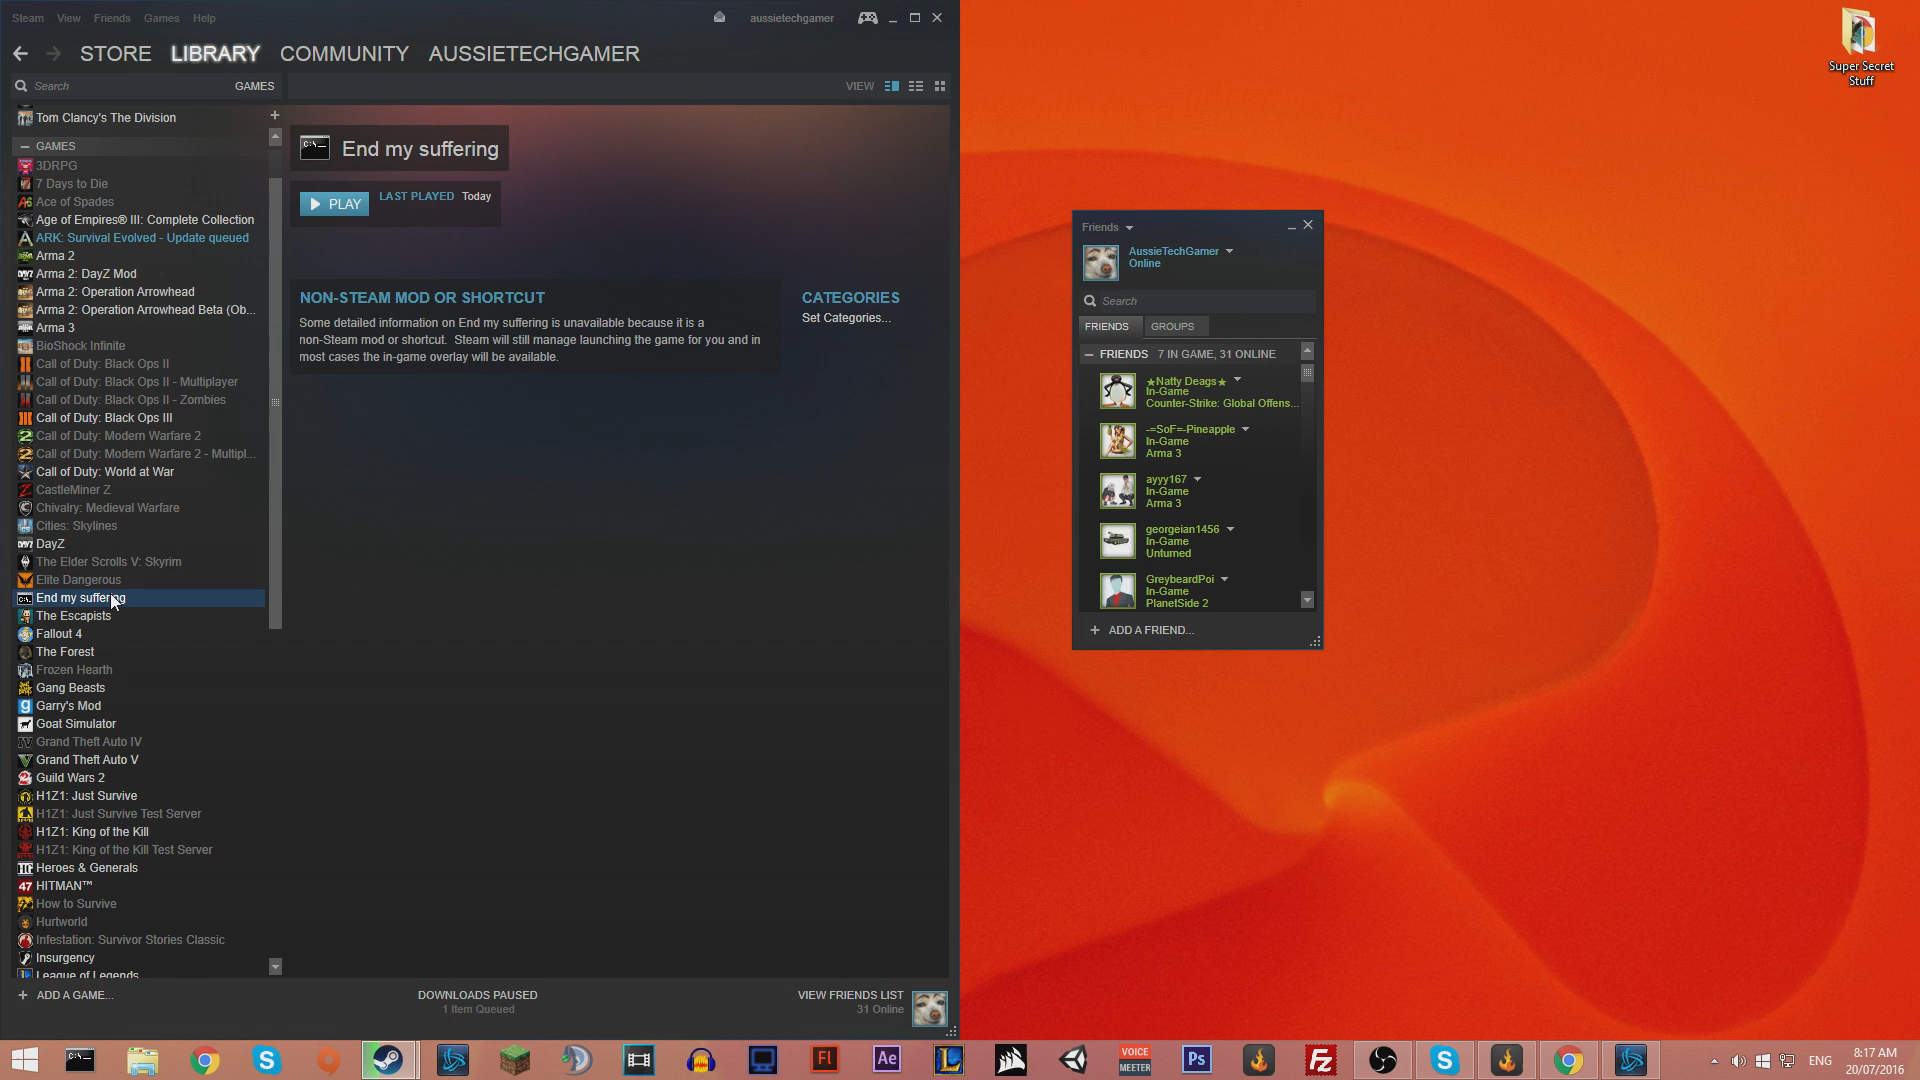 Steam View Friends Games Help
aussietechgamer
STORE LIBRARY COMMUNITY AUSSIETECHGAMER
Search GAMES
VIEW
Tom Clancy's The Division
GAMES
3DRPG
7 Days to Die
Ace of Spades
Age of Empires® III: Complete Collection
ARK: Survival Evolved - Update queued
Arma 2
Arma 2: DayZ Mod
Arma 2: Operation Arrowhead
Arma 2: Operation Arrowhead Beta (Ob...
Arma 3
BioShock Infinite
Call of Duty: Black Ops II
Call of Duty: Black Ops II - Multiplayer
Call of Duty: Black Ops II - Zombies
Call of Duty: Black Ops III
Call of Duty: Modern Warfare 2
Call of Duty: Modern Warfare 2 - Multipl...
Call of Duty: World at War
CastleMiner Z
Chivalry: Medieval Warfare
Cities: Skylines
DayZ
The Elder Scrolls V: Skyrim
Elite Dangerous
End my suffering
The Escapists
Fallout 4
The Forest
Frozen Hearth
Gang Beasts
Garry's Mod
Goat Simulator
Grand Theft Auto IV
Grand Theft Auto V
Guild Wars 2
H1Z1: Just Survive
H1Z1: Just Survive Test Server
H1Z1: King of the Kill
H1Z1: King of the Kill Test Server
Heroes & Generals
HITMAN™
How to Survive
Hurtworld
Infestation: Survivor Stories Classic
Insurgency
League of Legends
+ ADD A GAME...
End my suffering
PLAY
LAST PLAYED Today
NON-STEAM MOD OR SHORTCUT
Some detailed information on End my suffering is unavailable because it is a
non-Steam mod or shortcut. Steam will still manage launching the game for you and in
most cases the in-game overlay will be available.
CATEGORIES
Set Categories...
DOWNLOADS PAUSED
1 Item Queued
VIEW FRIENDS LIST
31 Online
Friends
AussieTechGamer
Online
Search
FRIENDS GROUPS
FRIENDS 7 IN GAME, 31 ONLINE
★Natty Deags★
In-Game
Counter-Strike: Global Offens...
-=SoF=-Pineapple
In-Game
Arma 3
ayyy167
In-Game
Arma 3
georgeian1456
In-Game
Unturned
GreybeardPoi
In-Game
PlanetSide 2
+ ADD A FRIEND...
Super Secret
Stuff
Fl
Ae
VOICE
MEETER
Ps
Fz
ENG
8:17 AM
20/07/2016